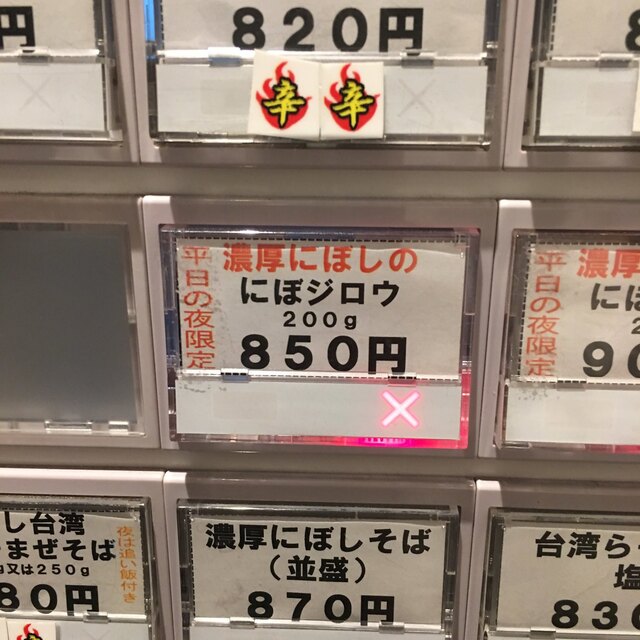 円
820円
辛 辛
平日の夜限定
濃厚にぼしの
にぼジロウ
200g
850円
平日の夜限定
濃厚
にぼ
90
し台湾
まぜそば
又は250g
80円
夜は追い飯付き
濃厚にぼしそば
（並盛）
870円
台湾ら
塩
830